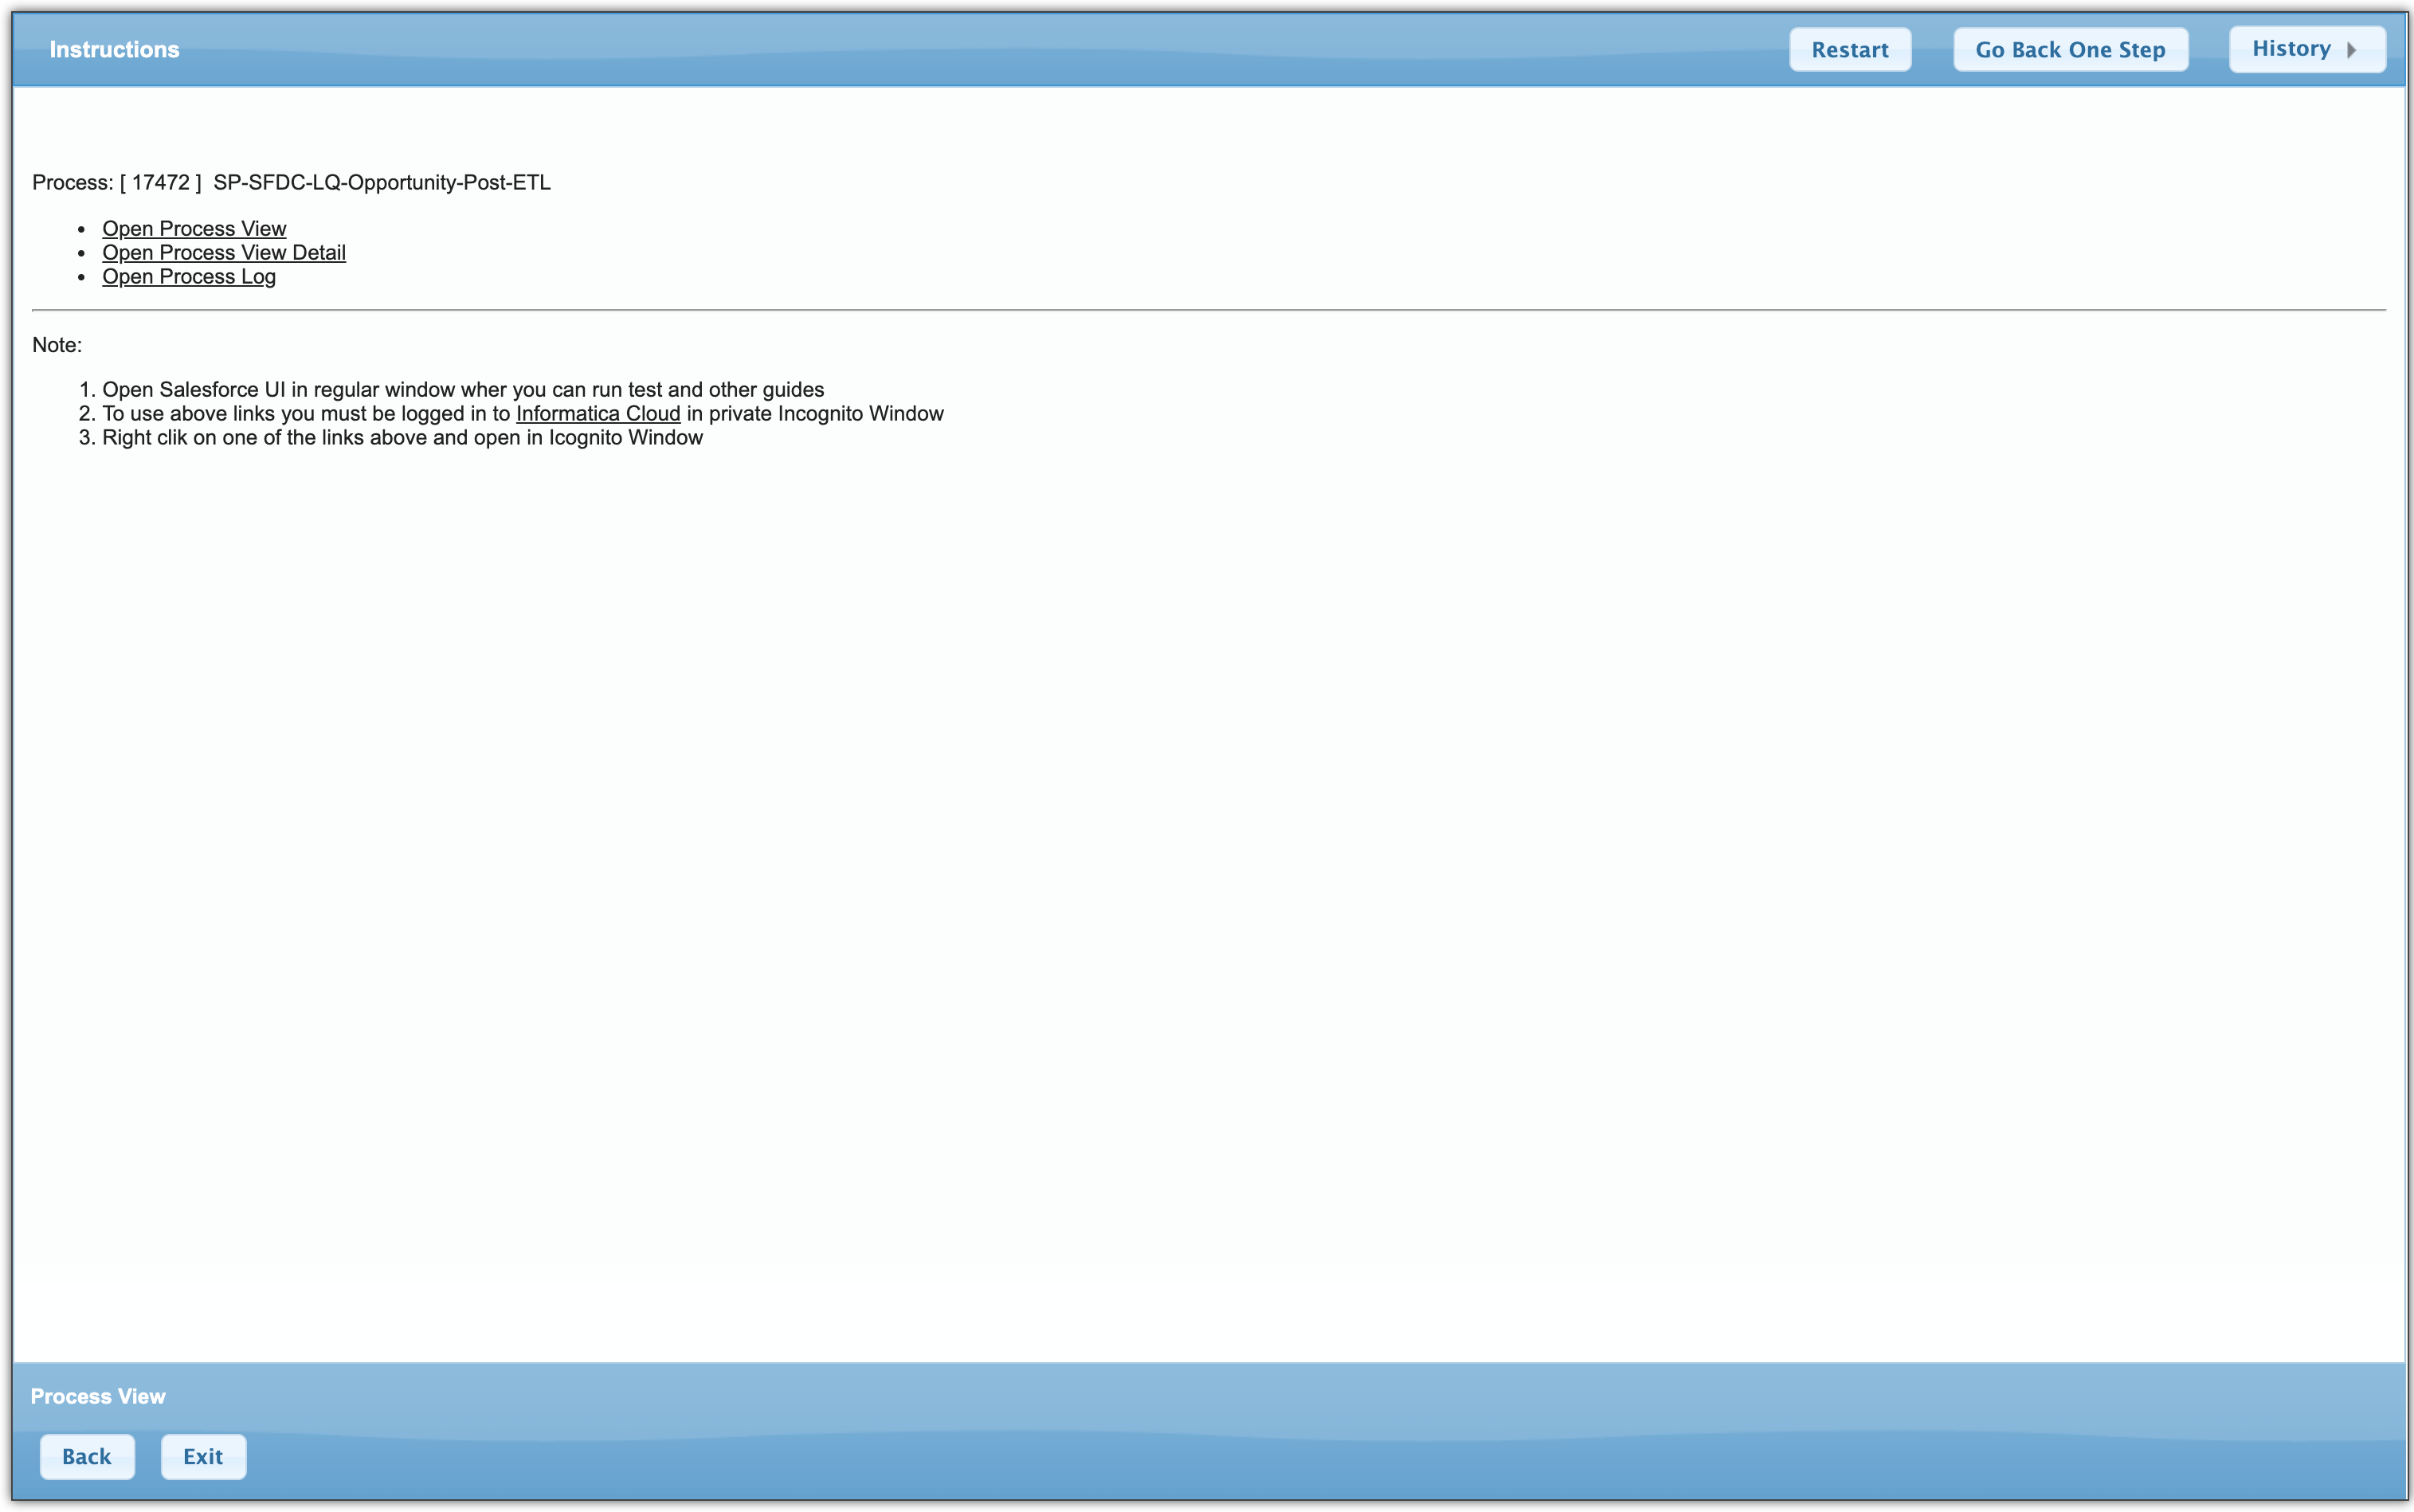 Instructions
Restart
Go Back One Step
History
Process: [ 17472 ]  SP-SFDC-LQ-Opportunity-Post-ETL
• Open Process View
• Open Process View Detail
• Open Process Log
Note:
1. Open Salesforce UI in regular window wher you can run test and other guides
2. To use above links you must be logged in to Informatica Cloud in private Incognito Window
3. Right clik on one of the links above and open in Icognito Window
Process View
Back
Exit